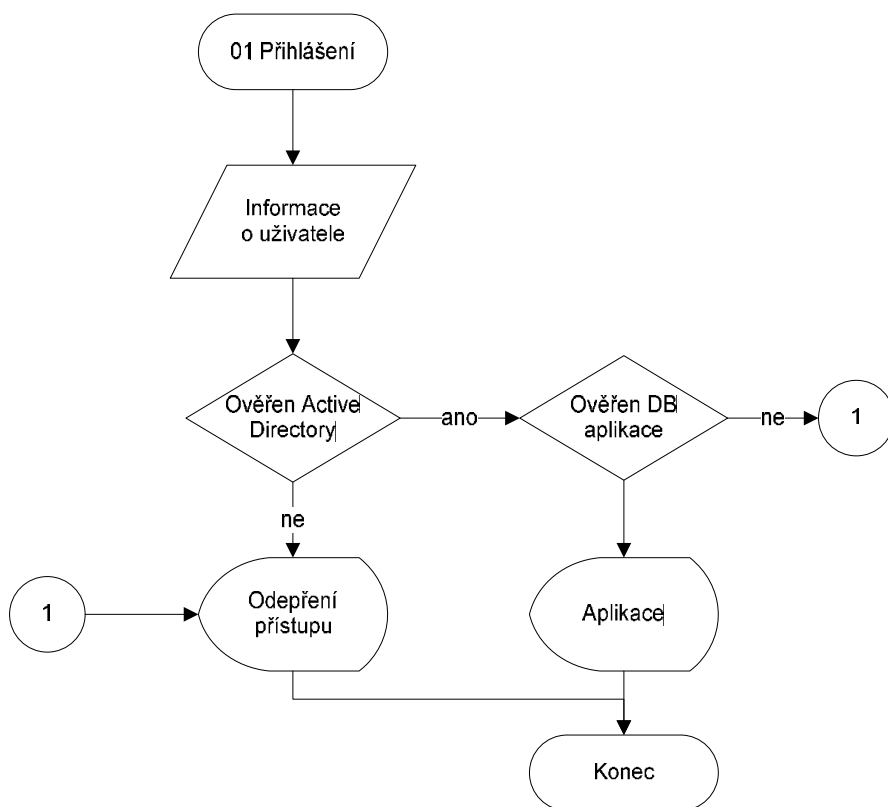 01 Přihlášení
Informace
o uživatele
Ověřen Active
Directory
ano
Ověřen DB
aplikace
ne
1
ne
1
Odepření
přístupu
Aplikace
Konec